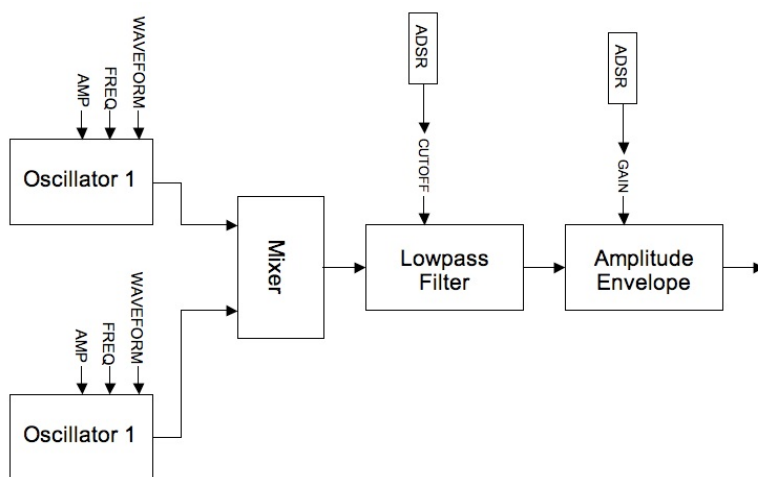 AMP
FREQ
WAVEFORM
Oscillator 1
AMP
FREQ
WAVEFORM
Oscillator 1
Mixer
ADSR
CUTOFF
Lowpass
Filter
ADSR
GAIN
Amplitude
Envelope